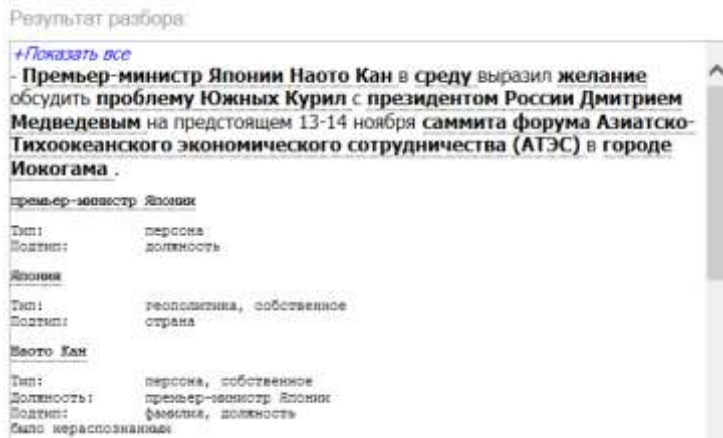 Результат разбора:
+Показать все
- Премьер-министр Японии Наото Кан в среду выразил желание
обсудить проблему Южных Курил с президентом России Дмитрием
Медведевым на предстоящем 13-14 ноября саммита форума Азиатско-
Тихоокеанского экономического сотрудничества (АТЭС) в городе
Иокогама .
премьер-министр Японии
Тип: персона
Подтип: должность
Япония
Тип: геополитика, собственное
Подтип: страна
Наото Кан
Тип: персона, собственное
Должность: премьер-министр Японии
Подтип: фамилия, должность
было нераспознанным